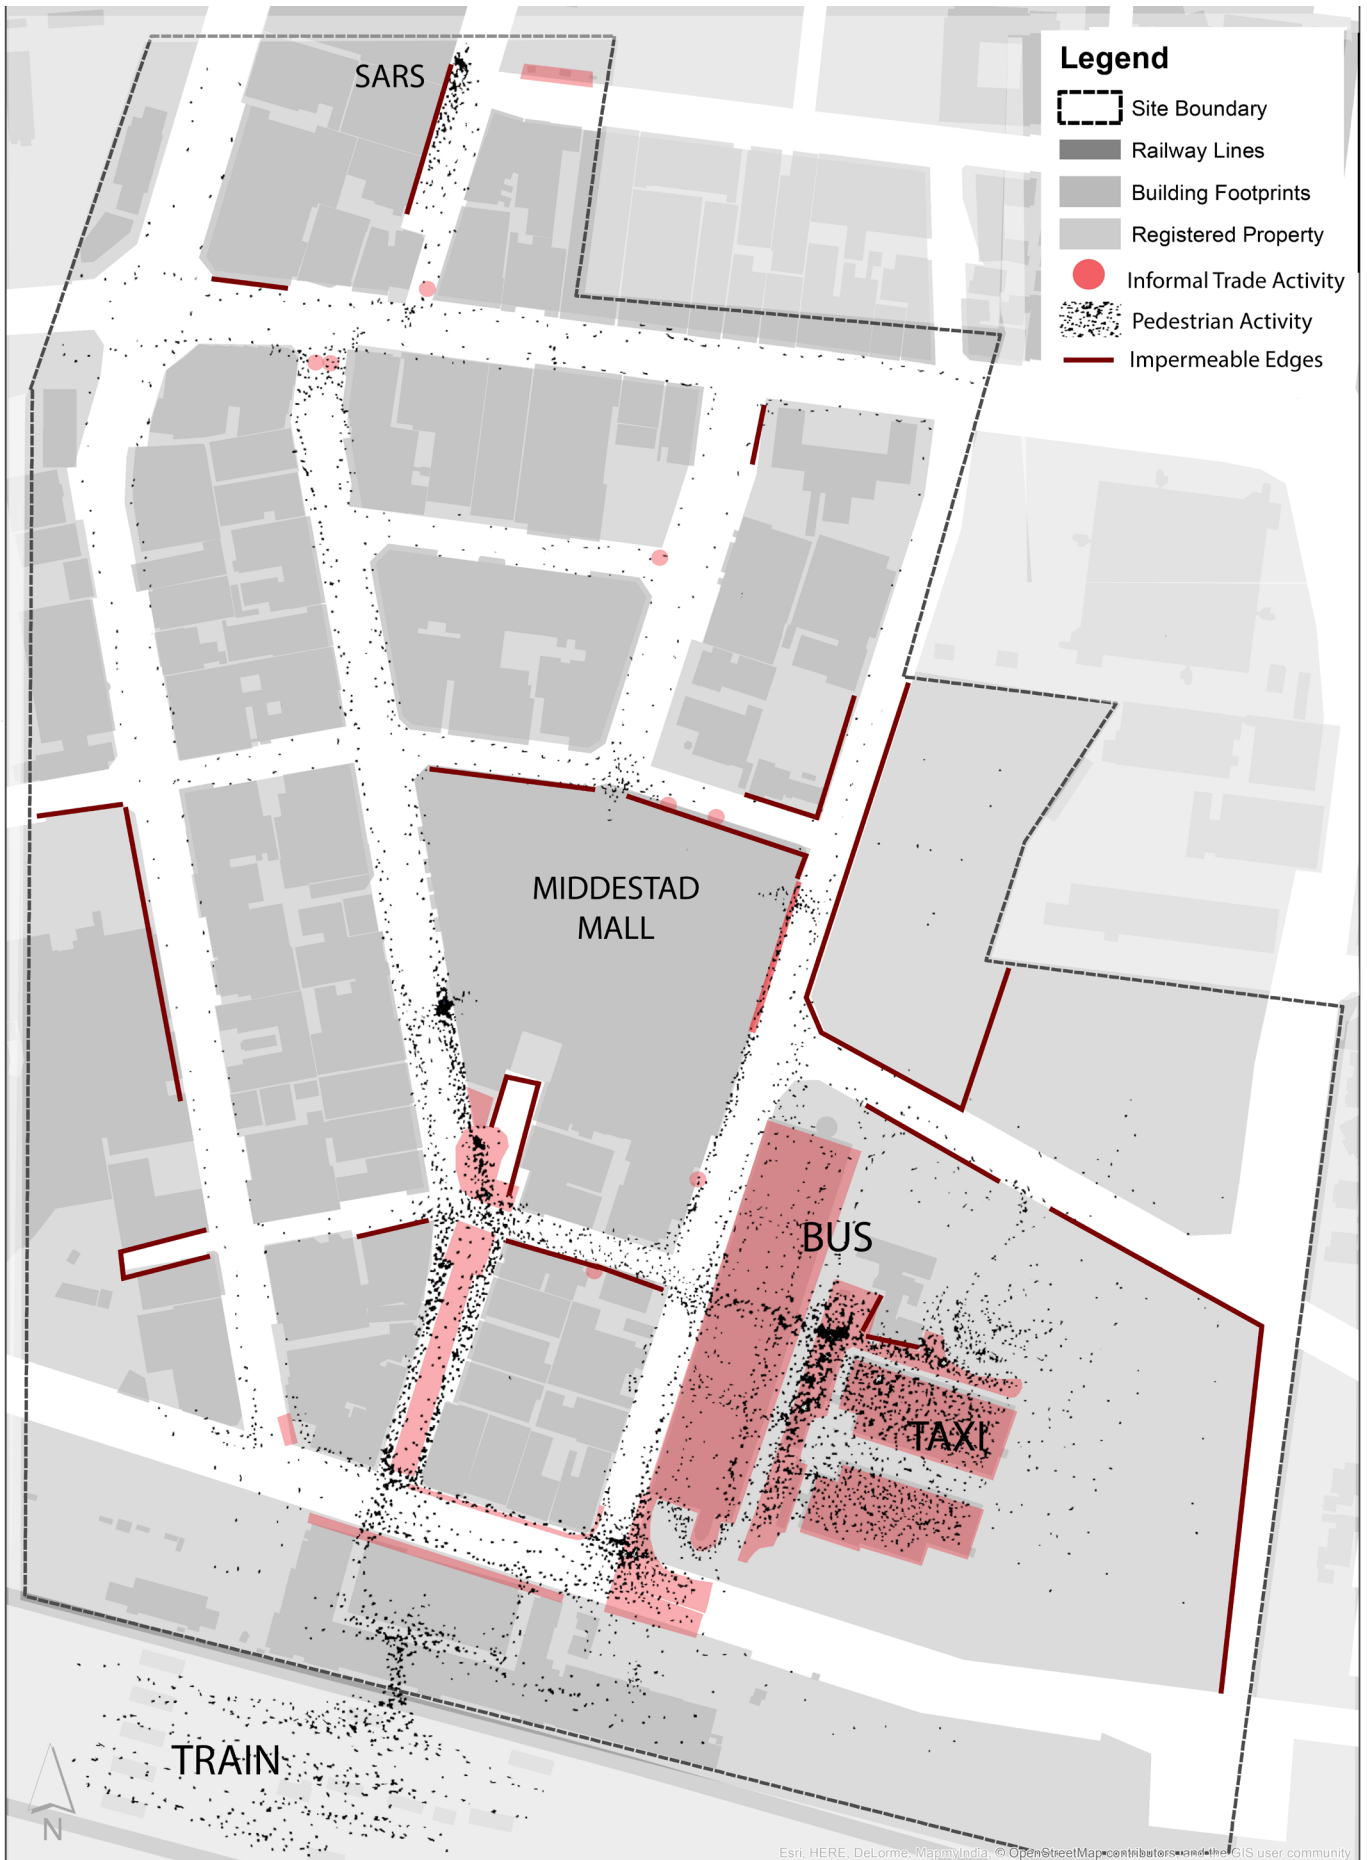 SARS
Legend
Site Boundary
Railway Lines
Building Footprints
Registered Property
Informal Trade Activity
Pedestrian Activity
Impermeable Edges
MIDDESTAD
MALL
BUS
TAXI
TRAIN
N
Esri, HERE, DeLorme, MapmyIndia, © OpenStreetMap contributors, and the GIS user community